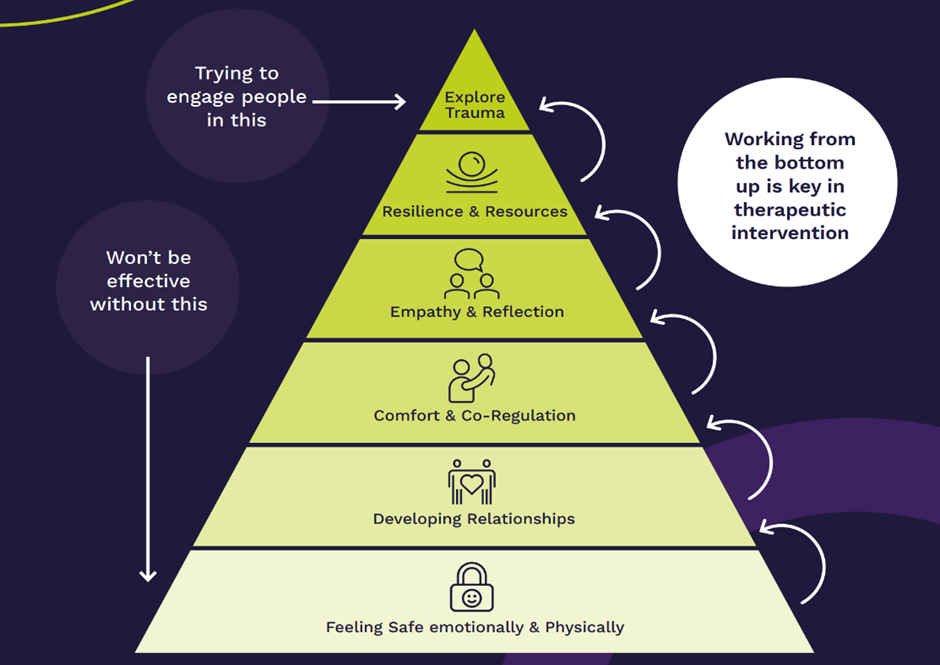 Trying to
engage people
in this
Explore
Trauma
Working from
the bottom
up is key in
therapeutic
intervention
Resilience & Resources
Won't be
effective
without this
Empathy & Reflection
Comfort & Co-Regulation
Developing Relationships
Feeling Safe emotionally & Physically